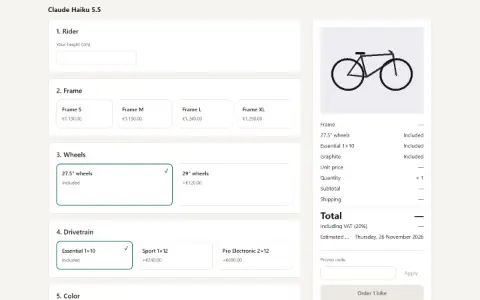 Claude Haiku 5.5
1. Rider
Your height (cm)
2. Frame
Frame S
€1,190.00
Frame M
€1,190.00
Frame L
€1,240.00
Frame XL
€1,290.00
3. Wheels
27.5" wheels
Included
✓
29" wheels
+€120.00
4. Drivetrain
Essential 1×10
Included
✓
Sport 1×12
+€240.00
Pro Electronic 2×12
+€690.00
5. Color
Frame —
27.5" wheels Included
Essential 1×10 Included
Graphite Included
Unit price —
Quantity × 1
Subtotal —
Shipping —
Total —
Including VAT (20%) —
Estimated ... Thursday, 26 November 2026
Promo code
Apply
Order 1 bike